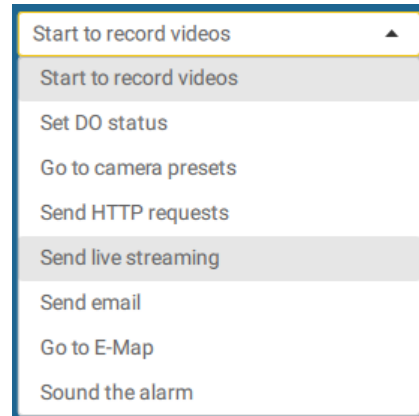 Start to record videos
Start to record videos
Set DO status
Go to camera presets
Send HTTP requests
Send live streaming
Send email
Go to E-Map
Sound the alarm